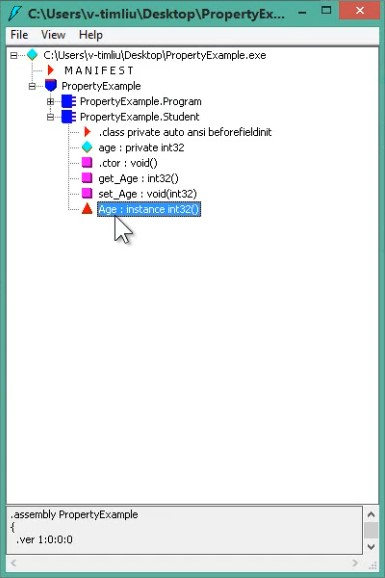 C:\Users\v-timliu\Desktop\PropertyEx...
File View Help
C:\Users\v-timliu\Desktop\PropertyExample.exe
M A N I F E S T
PropertyExample
PropertyExample.Program
PropertyExample.Student
.class private auto ansi beforefieldinit
age : private int32
.ctor : void()
get_Age : int32()
set_Age : void(int32)
Age : instance int32()
.assembly PropertyExample
{
.ver 1:0:0:0